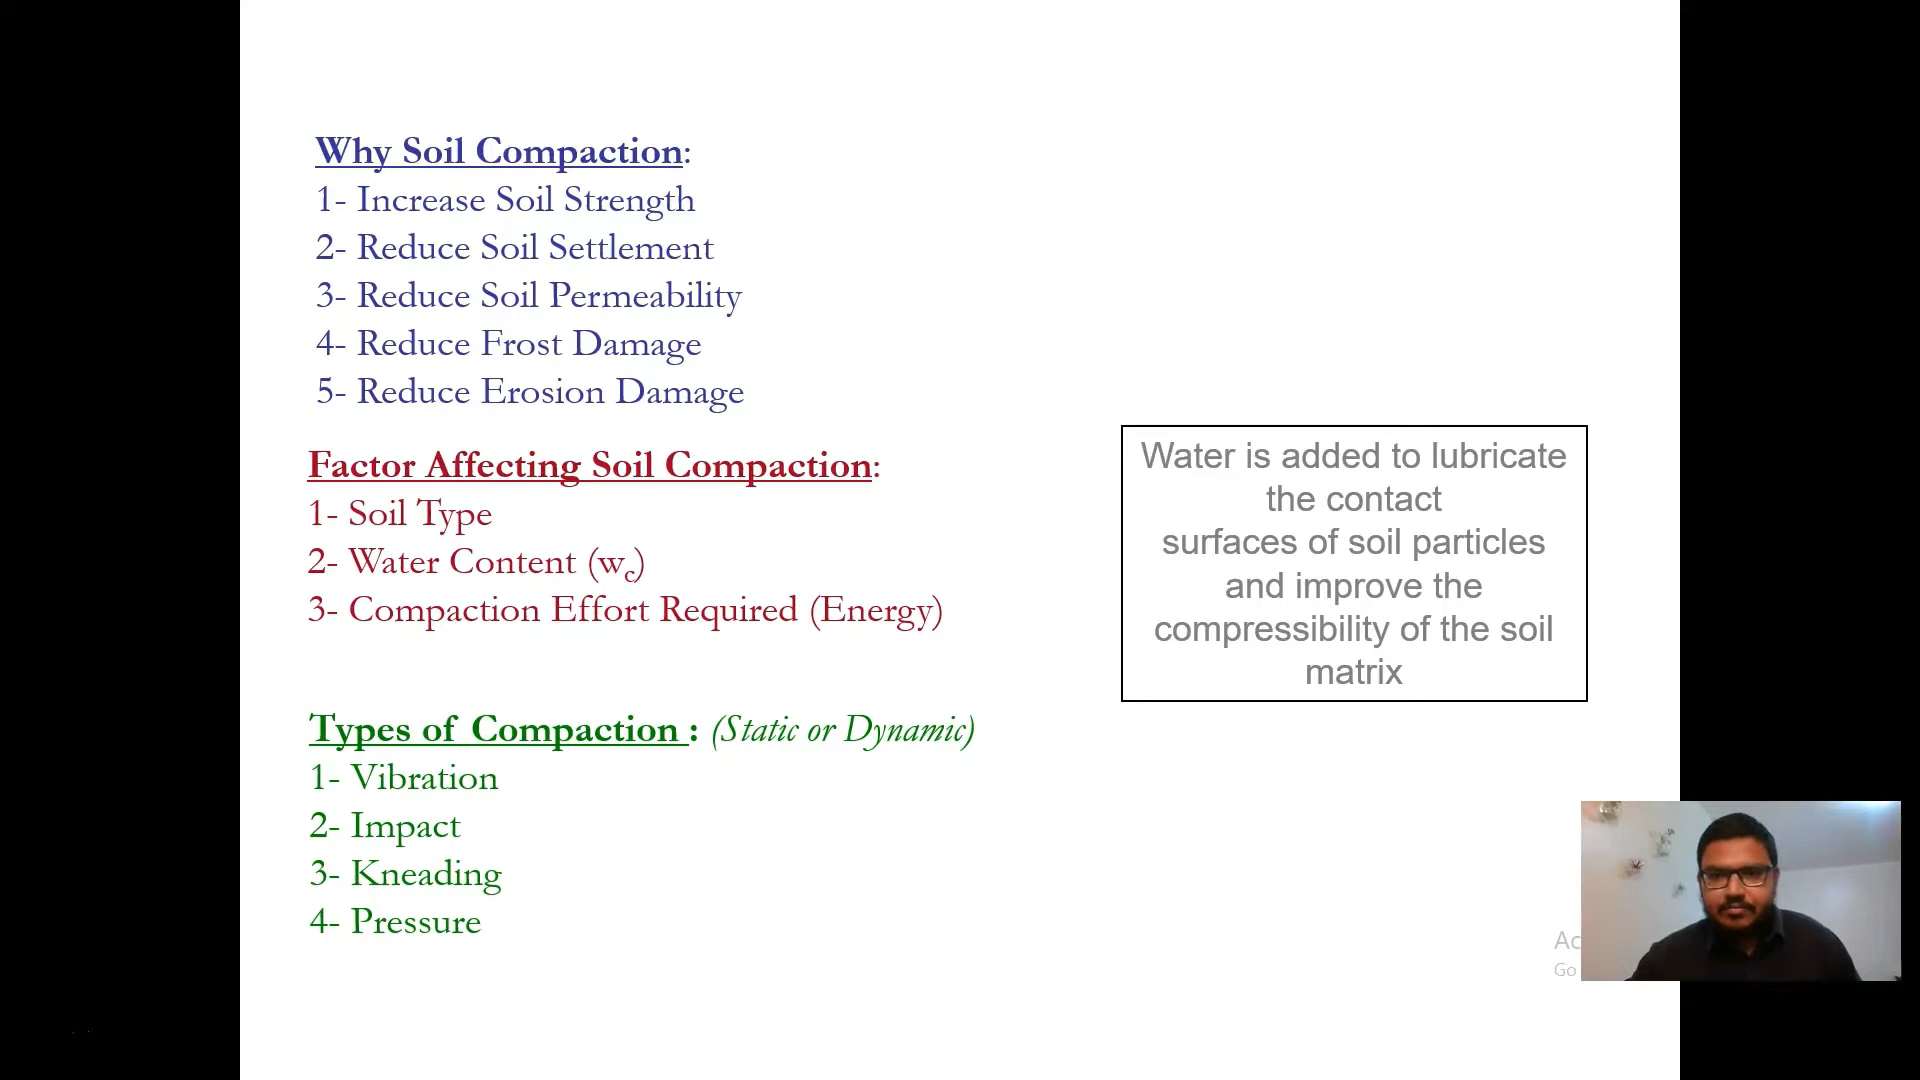 Why Soil Compaction:
1- Increase Soil Strength
2- Reduce Soil Settlement
3- Reduce Soil Permeability
4- Reduce Frost Damage
5- Reduce Erosion Damage
Factor Affecting Soil Compaction:
1- Soil Type
2- Water Content (wc)
3- Compaction Effort Required (Energy)
Water is added to lubricate
the contact
surfaces of soil particles
and improve the
compressibility of the soil
matrix
Types of Compaction : (Static or Dynamic)
1- Vibration
2- Impact
3- Kneading
4- Pressure
Go